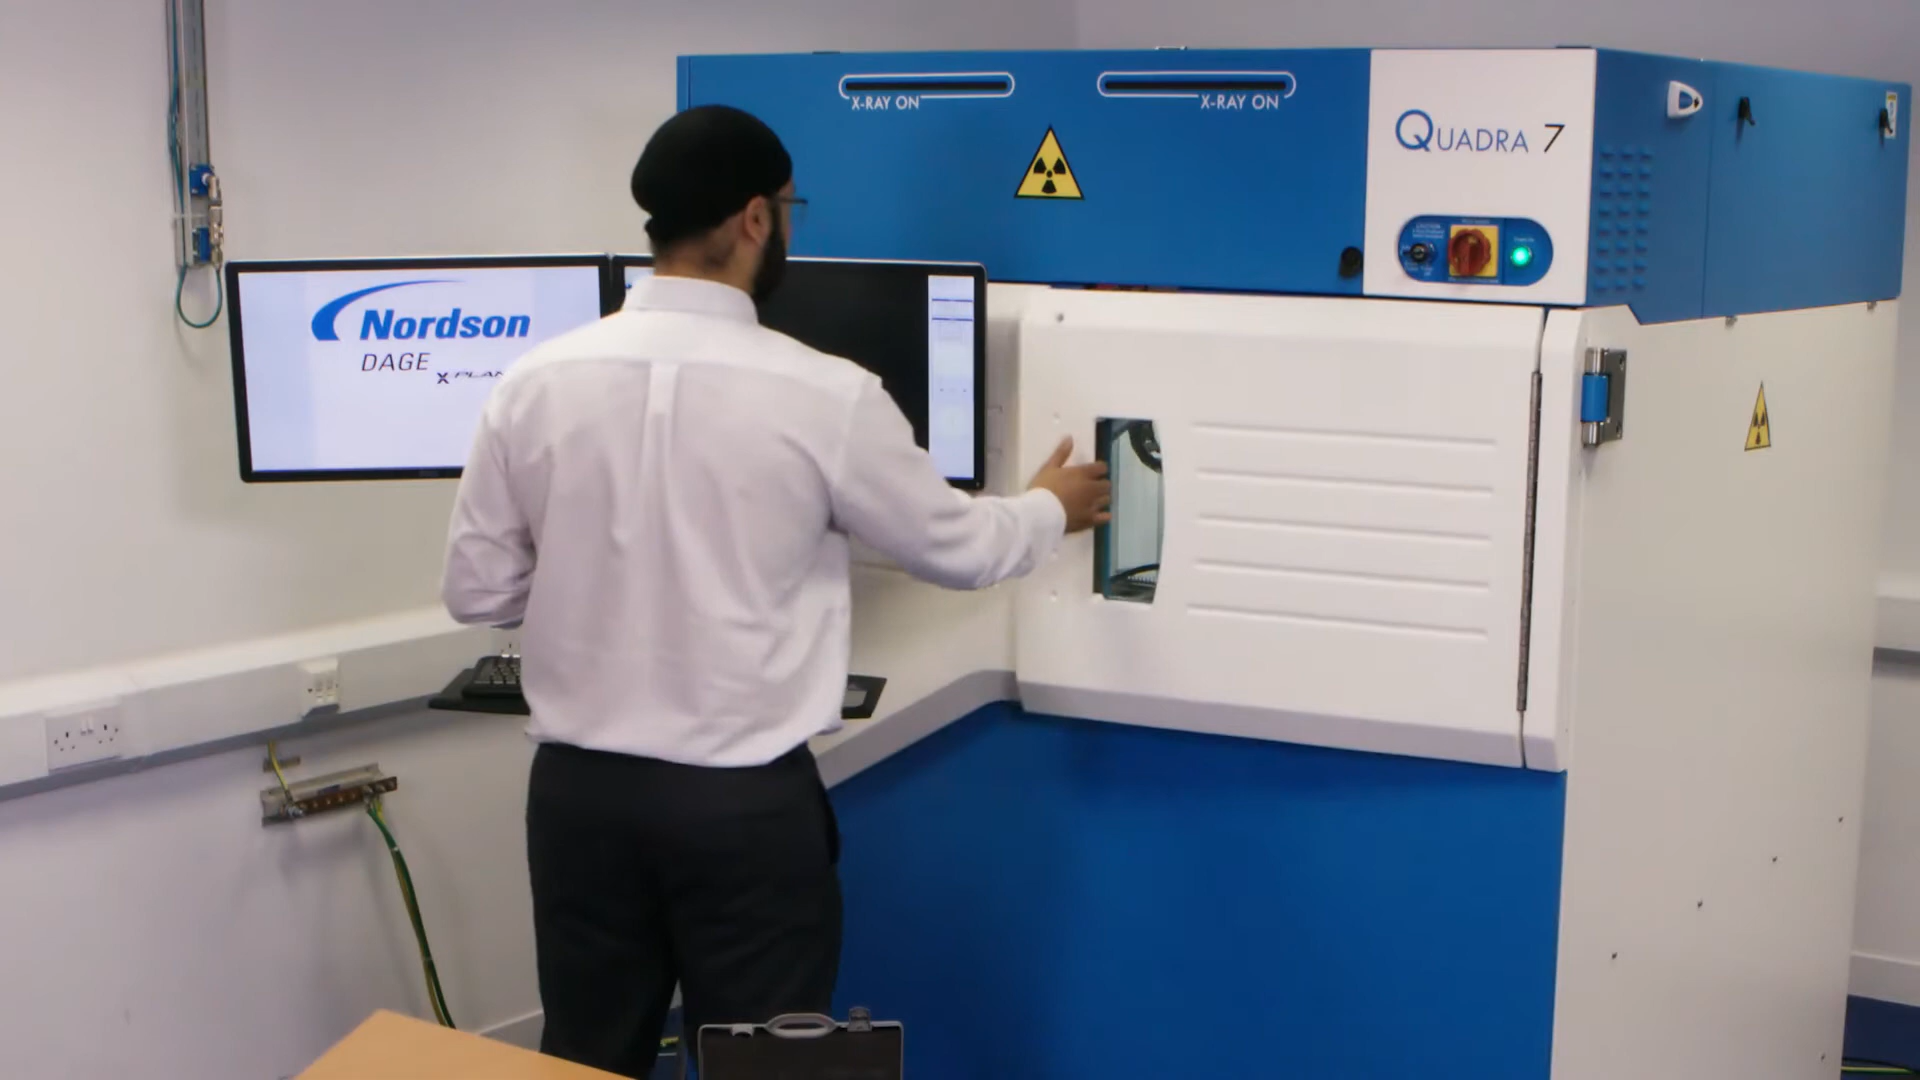 X-RAY ON
X-RAY ON
QUADRA 7
Nordson
DAGE